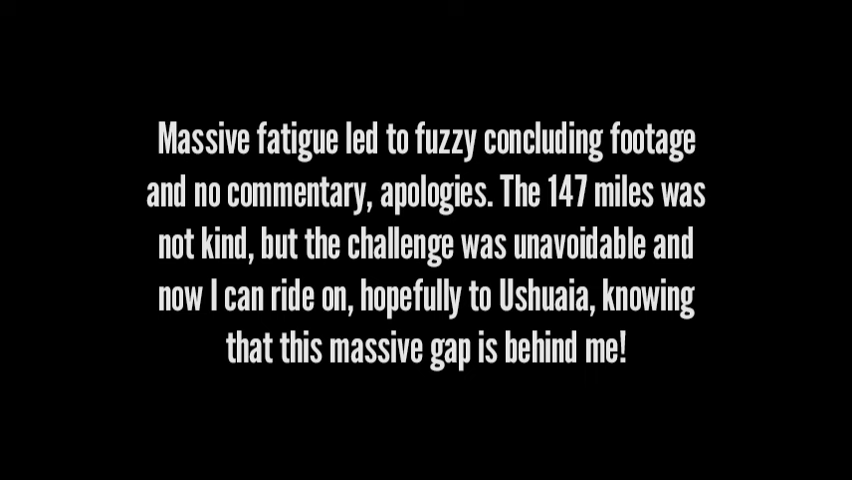 Massive fatigue led to fuzzy concluding footage
and no commentary, apologies. The 147 miles was
not kind, but the challenge was unavoidable and
now I can ride on, hopefully to Ushuaia, knowing
that this massive gap is behind me!